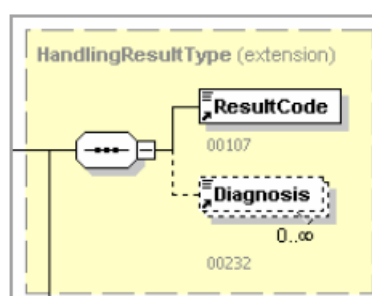 HandlingResultType (extension)
ResultCode
00107
Diagnosis
0..∞
00232